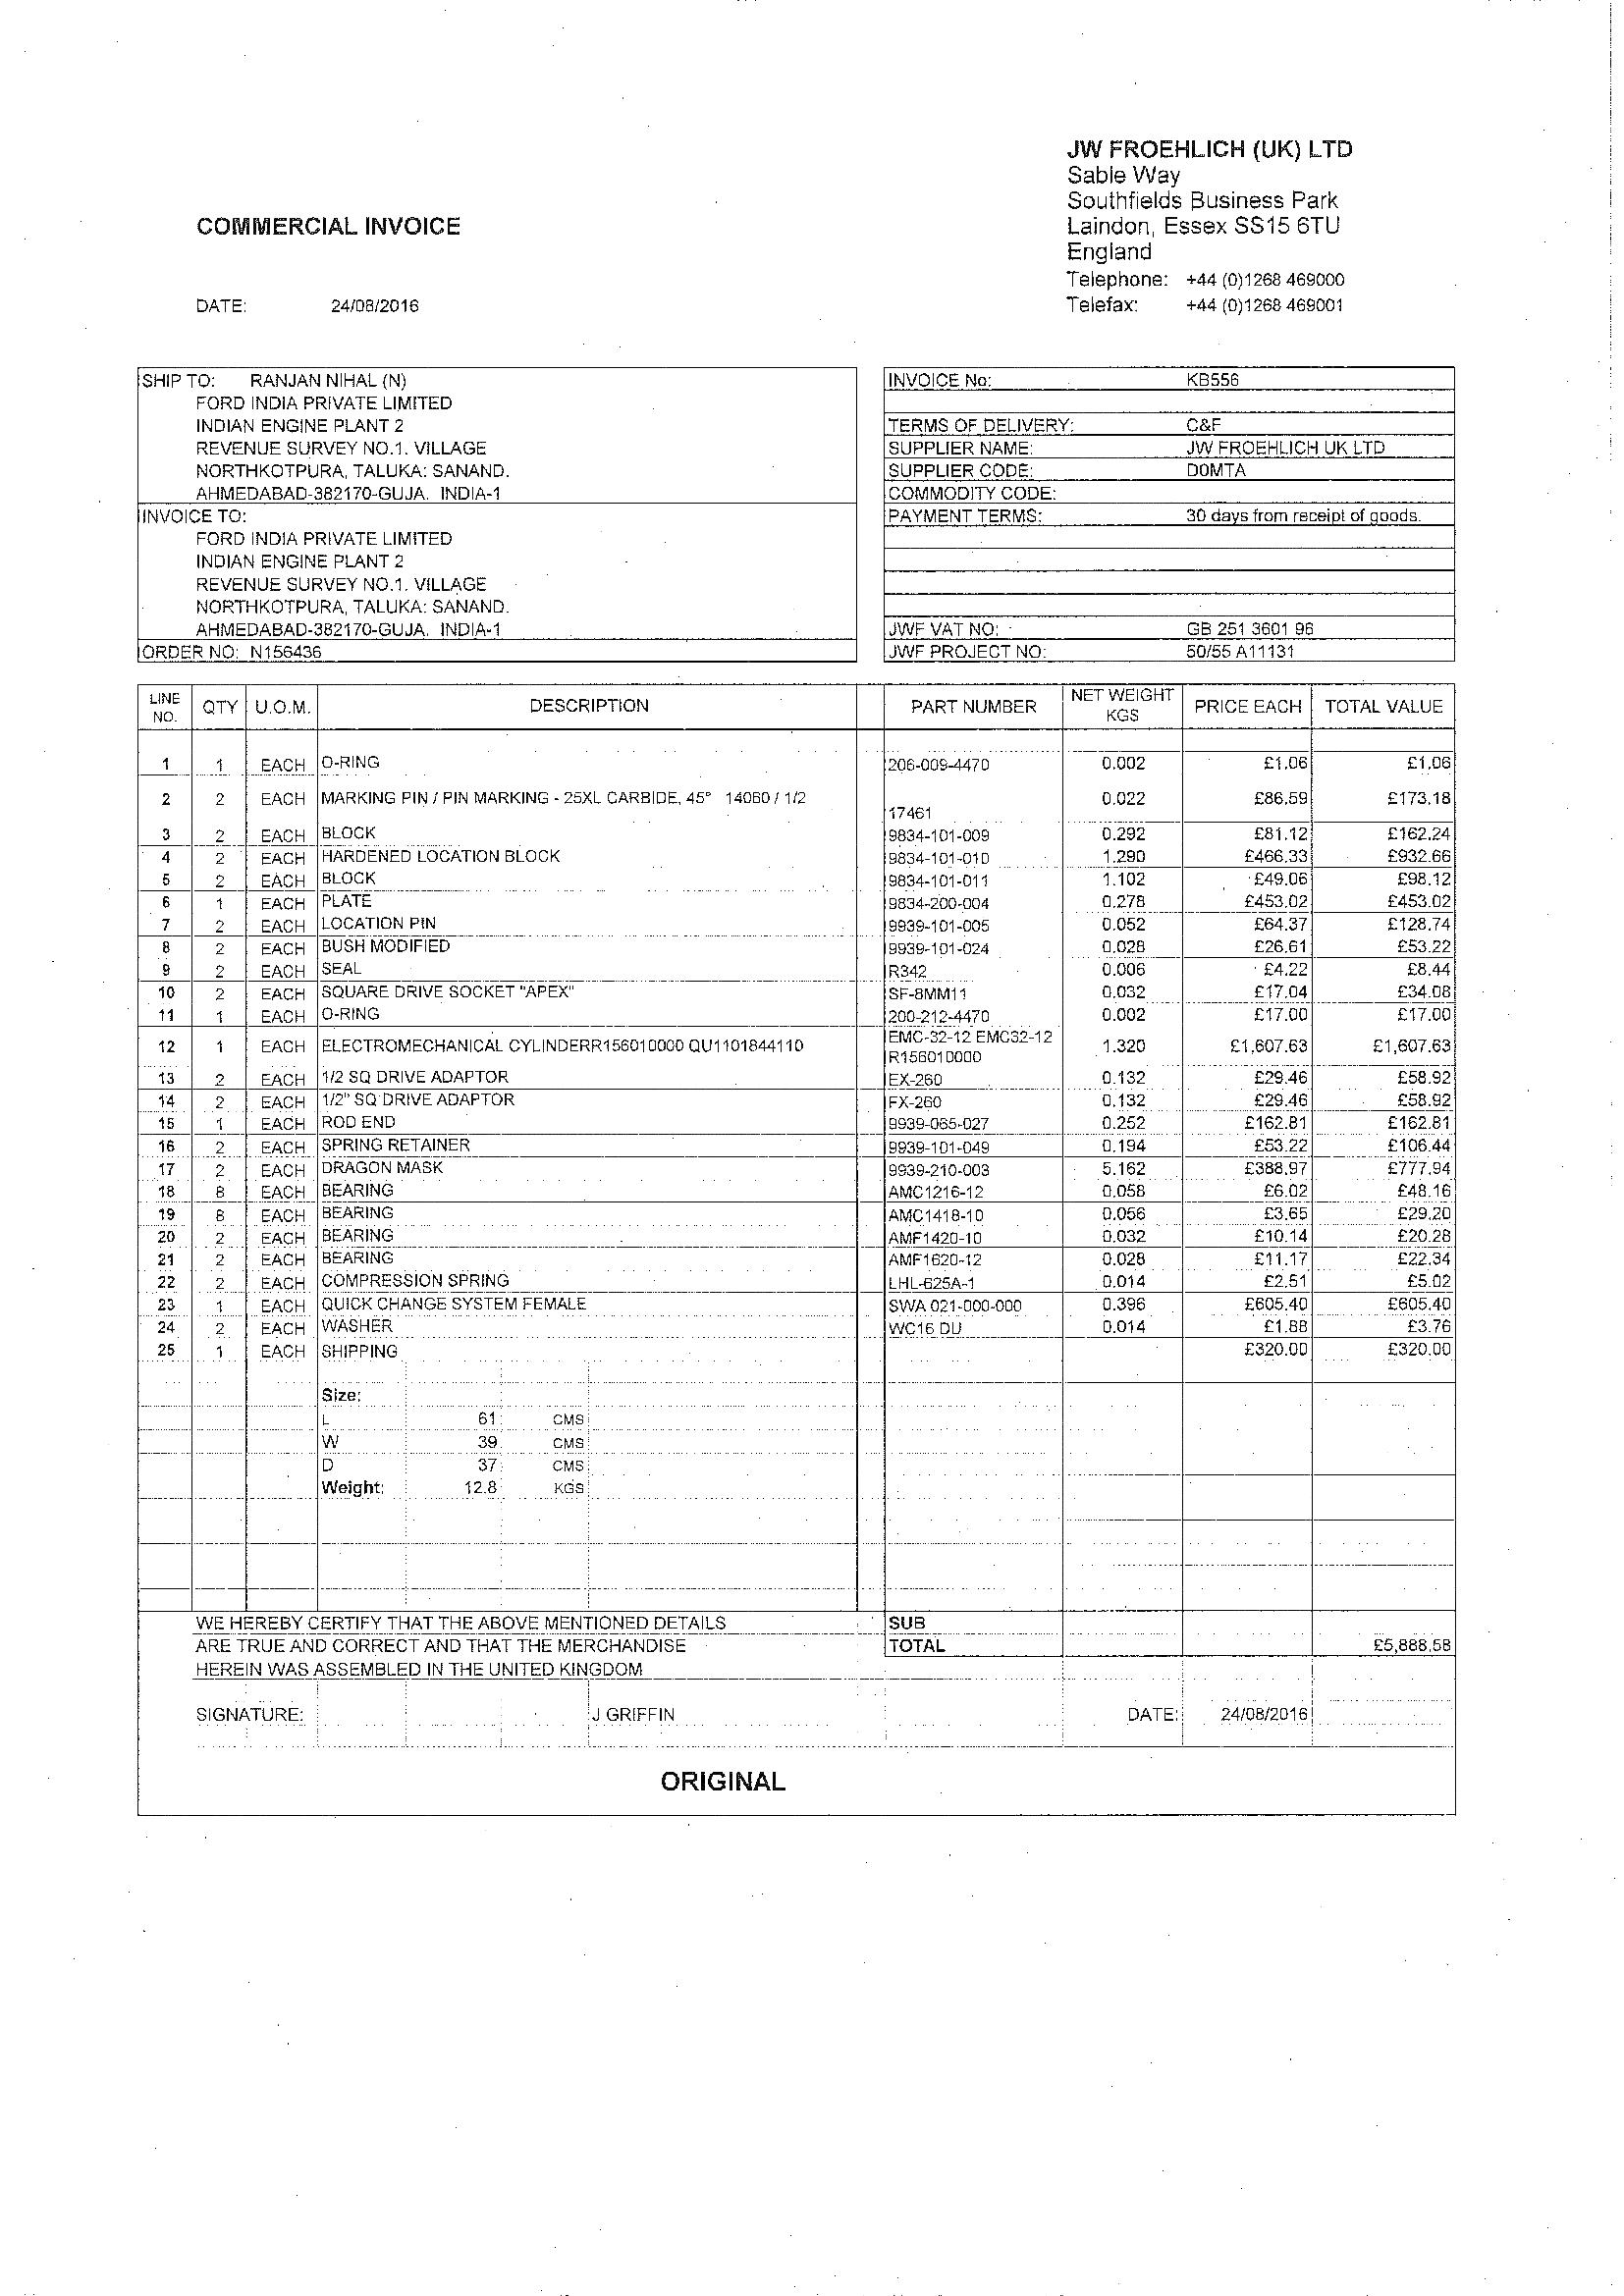 JW FROEHLICH (UK) LTD
Sable Way
Southfields Business Park
COMMERCIAL INVOICE
Laindon, Essex SS15 6TU
England
Telephone: +44 (0)1268 469000
DATE: 24/08/2016
Telefax: +44 (0)1268 469001
SHIP TO: RANJAN NIHAL (N)
FORD INDIA PRIVATE LIMITED
INDIAN ENGINE PLANT 2
REVENUE SURVEY NO.1. VILLAGE
NORTHKOTPURA, TALUKA: SANAND.
AHMEDABAD-382170-GUJA. INDIA-1
INVOICE TO:
FORD INDIA PRIVATE LIMITED
INDIAN ENGINE PLANT 2
REVENUE SURVEY NO.1. VILLAGE
NORTHKOTPURA, TALUKA: SANAND.
AHMEDABAD-382170-GUJA. INDIA-1
ORDER NO: N156436
INVOICE No: KB556
TERMS OF DELIVERY: C&F
SUPPLIER NAME: JW FROEHLICH UK LTD
SUPPLIER CODE: D0MTA
COMMODITY CODE:
PAYMENT TERMS: 30 days from receipt of goods.
JWF VAT NO: GB 251 3601 96
JWF PROJECT NO: 50/55 A11131
LINE NO. QTY U.O.M. DESCRIPTION PART NUMBER NET WEIGHT KGS PRICE EACH TOTAL VALUE
1 1 EACH O-RING 206-009-4470 0.002 £1.06 £1.06
2 2 EACH MARKING PIN / PIN MARKING - 25XL CARBIDE, 45° 14060 / 1/2 17461 0.022 £86.59 £173.18
3 2 EACH BLOCK 9834-101-009 0.292 £81.12 £162.24
4 2 EACH HARDENED LOCATION BLOCK 9834-101-010 1.290 £466.33 £932.66
5 2 EACH BLOCK 9834-101-011 1.102 £49.06 £98.12
6 1 EACH PLATE 9834-200-004 0.278 £453.02 £453.02
7 2 EACH LOCATION PIN 9939-101-005 0.052 £64.37 £128.74
8 2 EACH BUSH MODIFIED 9939-101-024 0.028 £26.61 £53.22
9 2 EACH SEAL R342 0.006 £4.22 £8.44
10 2 EACH SQUARE DRIVE SOCKET "APEX" SF-8MM11 0.032 £17.04 £34.08
11 1 EACH O-RING 200-212-4470 0.002 £17.00 £17.00
12 1 EACH ELECTROMECHANICAL CYLINDERR156010000 QU1101844110 EMC-32-12 EMC32-12 R156010000 1.320 £1,607.63 £1,607.63
13 2 EACH 1/2 SQ DRIVE ADAPTOR EX-260 0.132 £29.46 £58.92
14 2 EACH 1/2" SQ DRIVE ADAPTOR FX-260 0.132 £29.46 £58.92
15 1 EACH ROD END 9939-065-027 0.252 £162.81 £162.81
16 2 EACH SPRING RETAINER 9939-101-049 0.194 £53.22 £106.44
17 2 EACH DRAGON MASK 9939-210-003 5.162 £388.97 £777.94
18 8 EACH BEARING AMC1216-12 0.058 £6.02 £48.16
19 8 EACH BEARING AMC1418-10 0.056 £3.65 £29.20
20 2 EACH BEARING AMF1420-10 0.032 £10.14 £20.28
21 2 EACH BEARING AMF1620-12 0.028 £11.17 £22.34
22 2 EACH COMPRESSION SPRING LHL-625A-1 0.014 £2.51 £5.02
23 1 EACH QUICK CHANGE SYSTEM FEMALE SWA 021-000-000 0.396 £605.40 £605.40
24 2 EACH WASHER WC16 DU 0.014 £1.88 £3.76
25 1 EACH SHIPPING £320.00 £320.00
Size:
L 61 CMS
W 39 CMS
D 37 CMS
Weight: 12.8 KGS
WE HEREBY CERTIFY THAT THE ABOVE MENTIONED DETAILS SUB
ARE TRUE AND CORRECT AND THAT THE MERCHANDISE TOTAL £5,888.58
HEREIN WAS ASSEMBLED IN THE UNITED KINGDOM
SIGNATURE: J GRIFFIN DATE: 24/08/2016
ORIGINAL